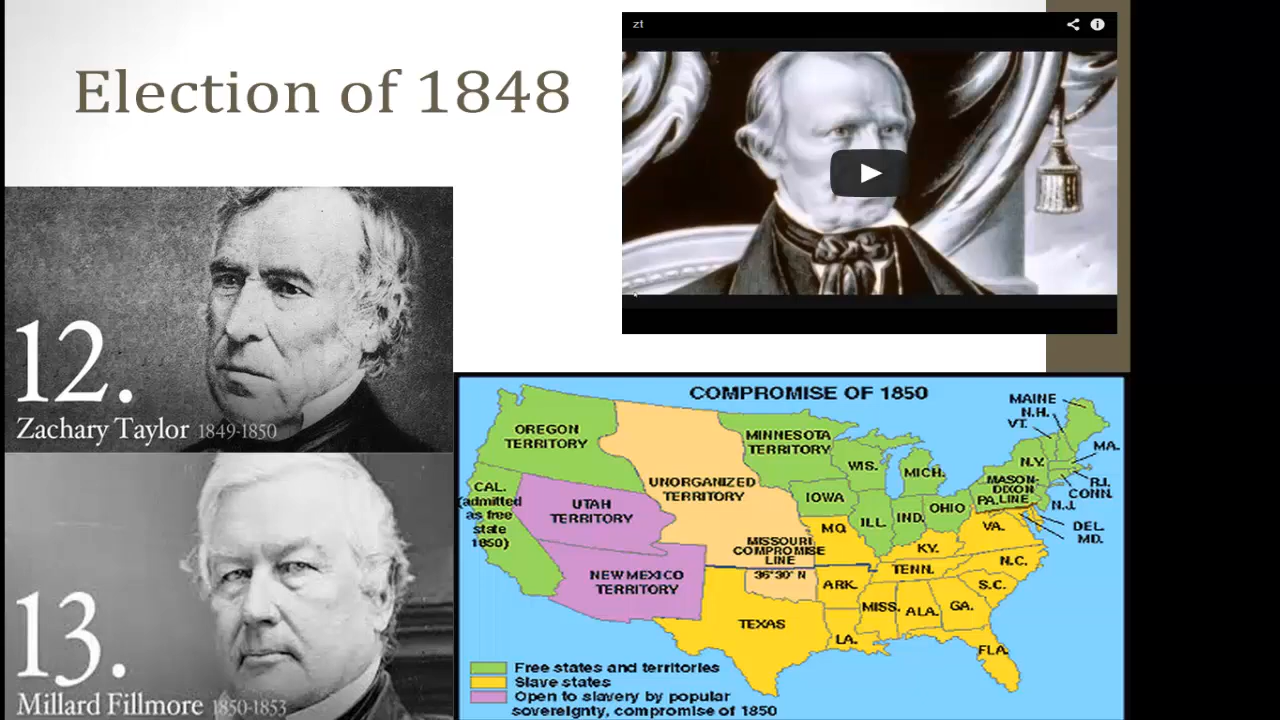 Election of 1848
zt
12.
Zachary Taylor 1849-1850
13.
Millard Fillmore 1850-1853
COMPROMISE OF 1850
MAINE
N.H.
VT.
MA.
OREGON
TERRITORY
MINNESOTA
TERRITORY
WIS.
MICH.
N.Y.
R.I.
CONN.
MASON-
DIXON
LINE
PA.
N.J.
DEL.
MD.
CAL.
(admitted
as free
state
1850)
UNORGANIZED
TERRITORY
UTAH
TERRITORY
IOWA
ILL.
IND.
OHIO
MO.
VA.
KY.
MISSOURI
COMPROMISE
LINE
36°30' N
NEW MEXICO
TERRITORY
TENN.
N.C.
S.C.
ARK.
MISS.
ALA.
GA.
TEXAS
LA.
FLA.
Free states and territories
Slave states
Open to slavery by popular
sovereignty, compromise of 1850